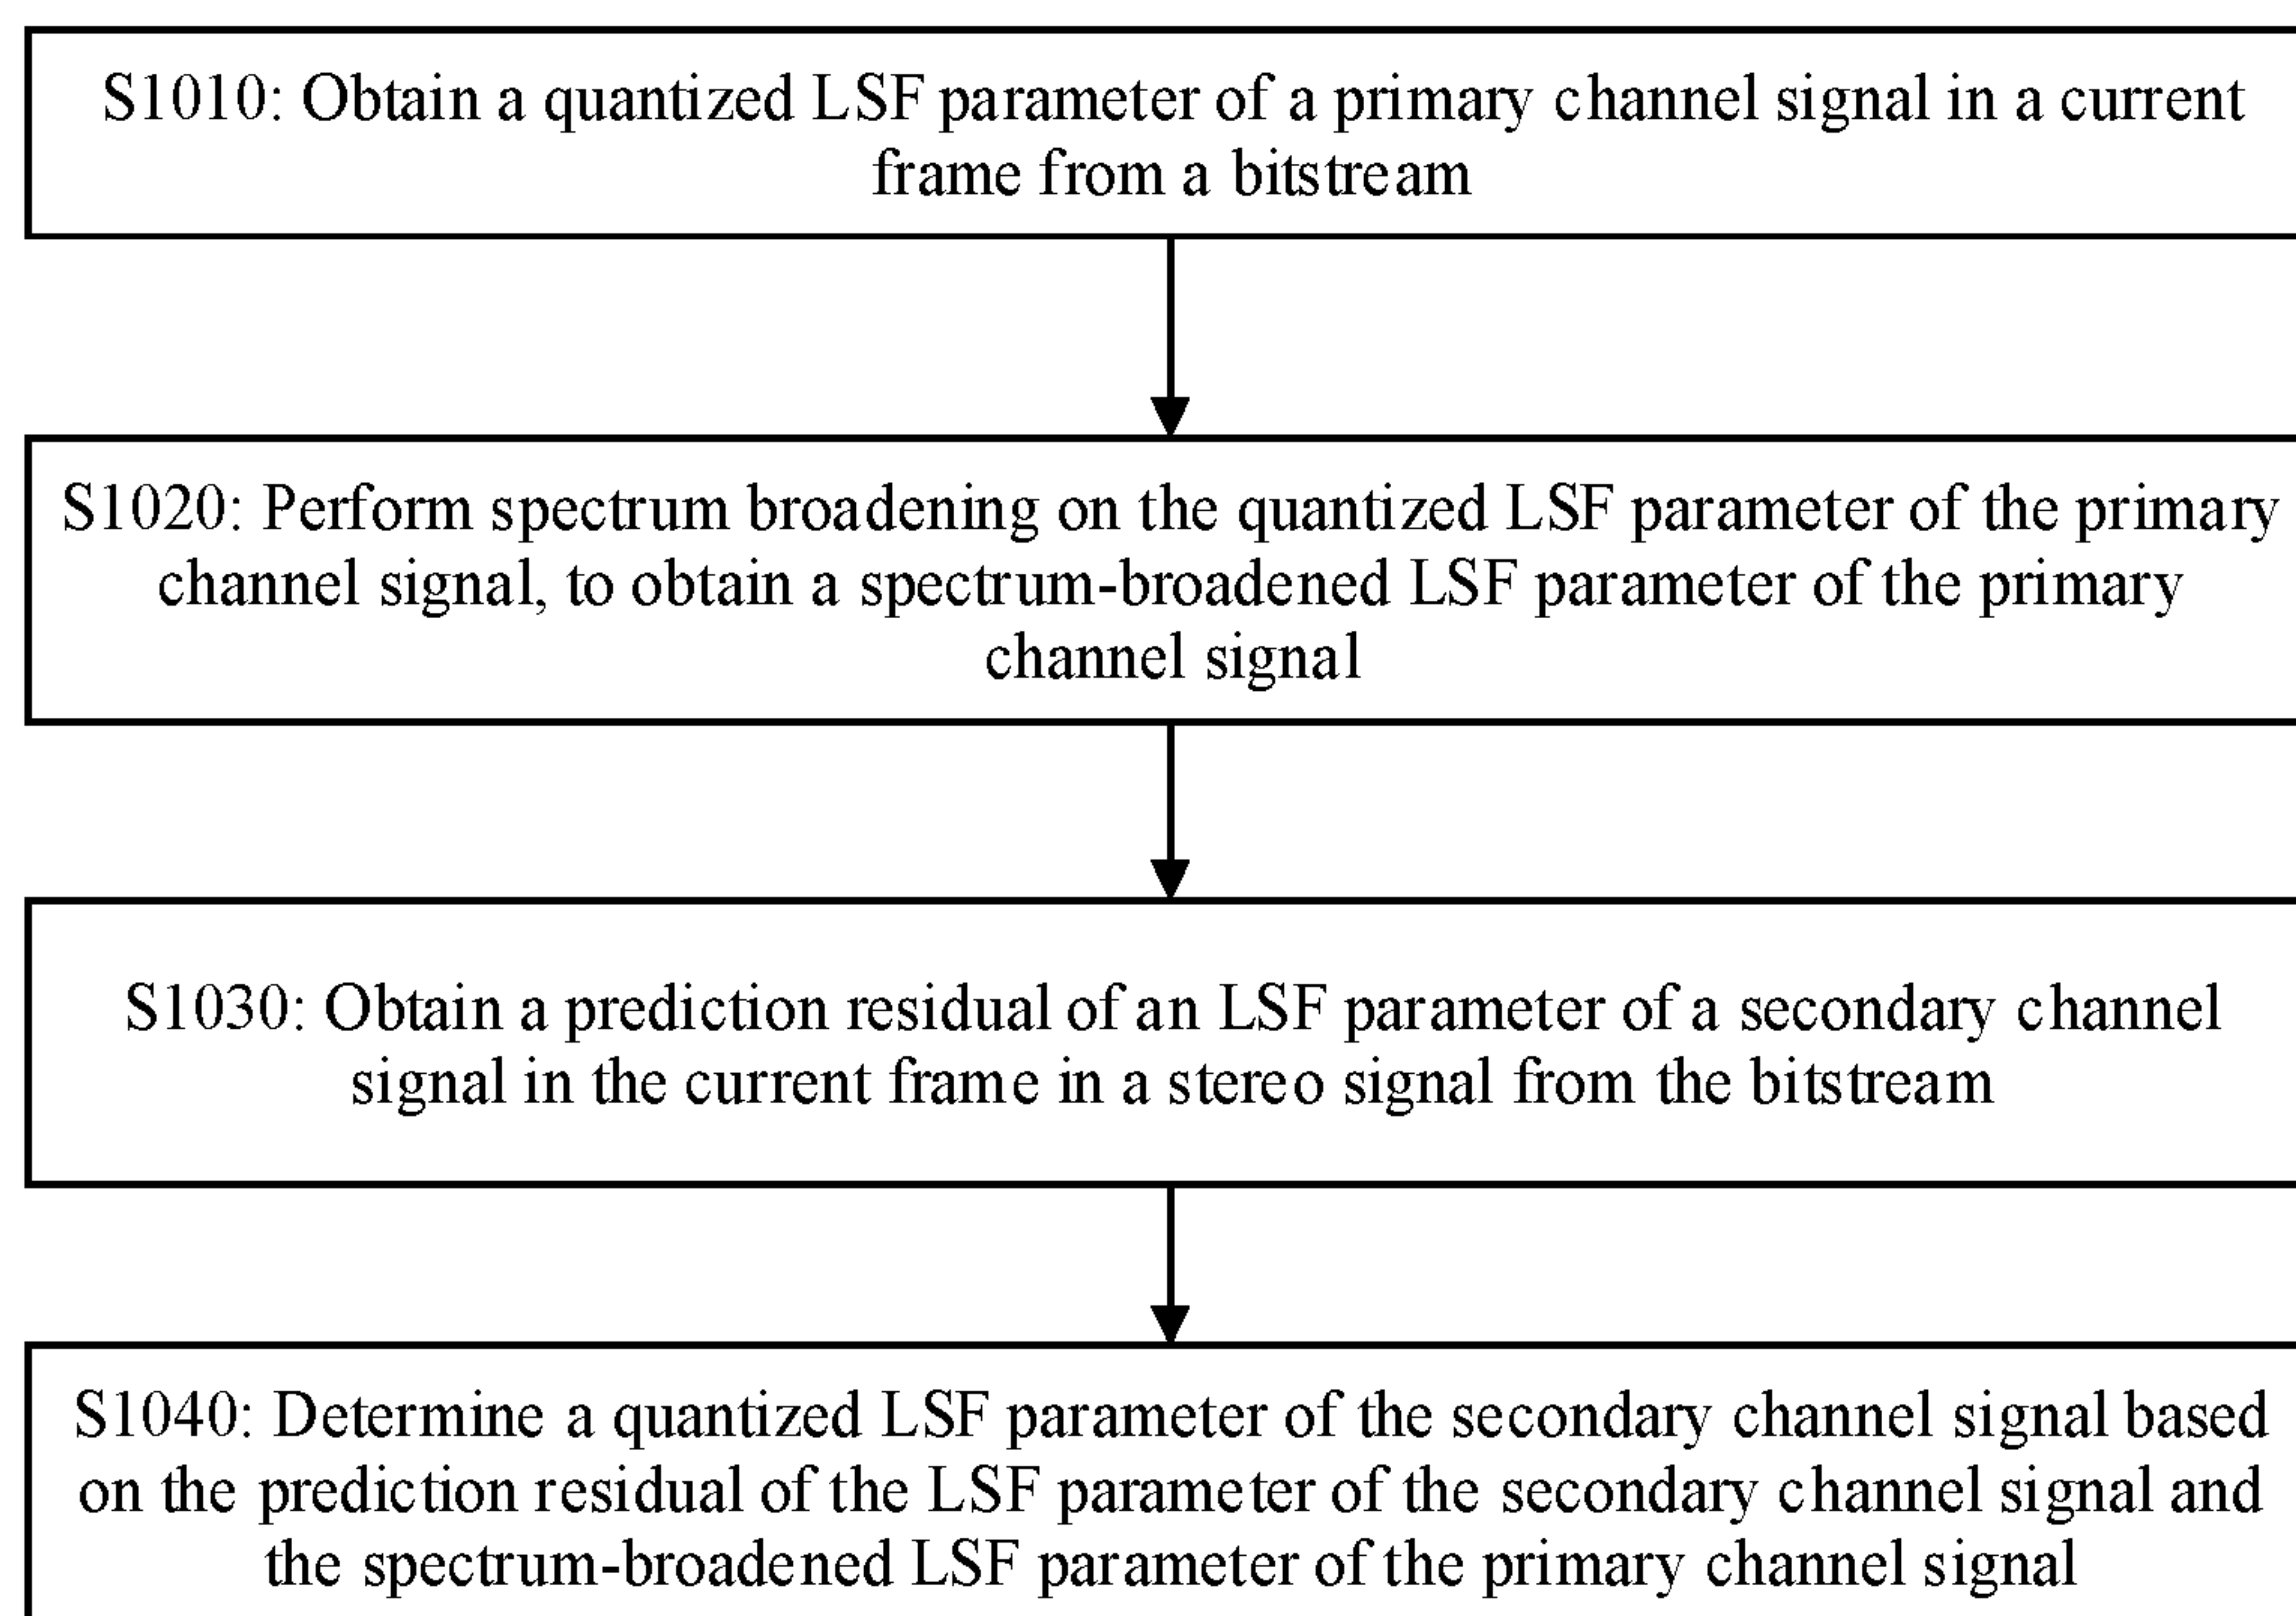 S1010: Obtain a quantized LSF parameter of a primary channel signal in a current
frame from a bitstream
S1020: Perform spectrum broadening on the quantized LSF parameter of the primary
channel signal, to obtain a spectrum-broadened LSF parameter of the primary
channel signal
S1030: Obtain a prediction residual of an LSF parameter of a secondary channel
signal in the current frame in a stereo signal from the bitstream
S1040: Determine a quantized LSF parameter of the secondary channel signal based
on the prediction residual of the LSF parameter of the secondary channel signal and
the spectrum-broadened LSF parameter of the primary channel signal